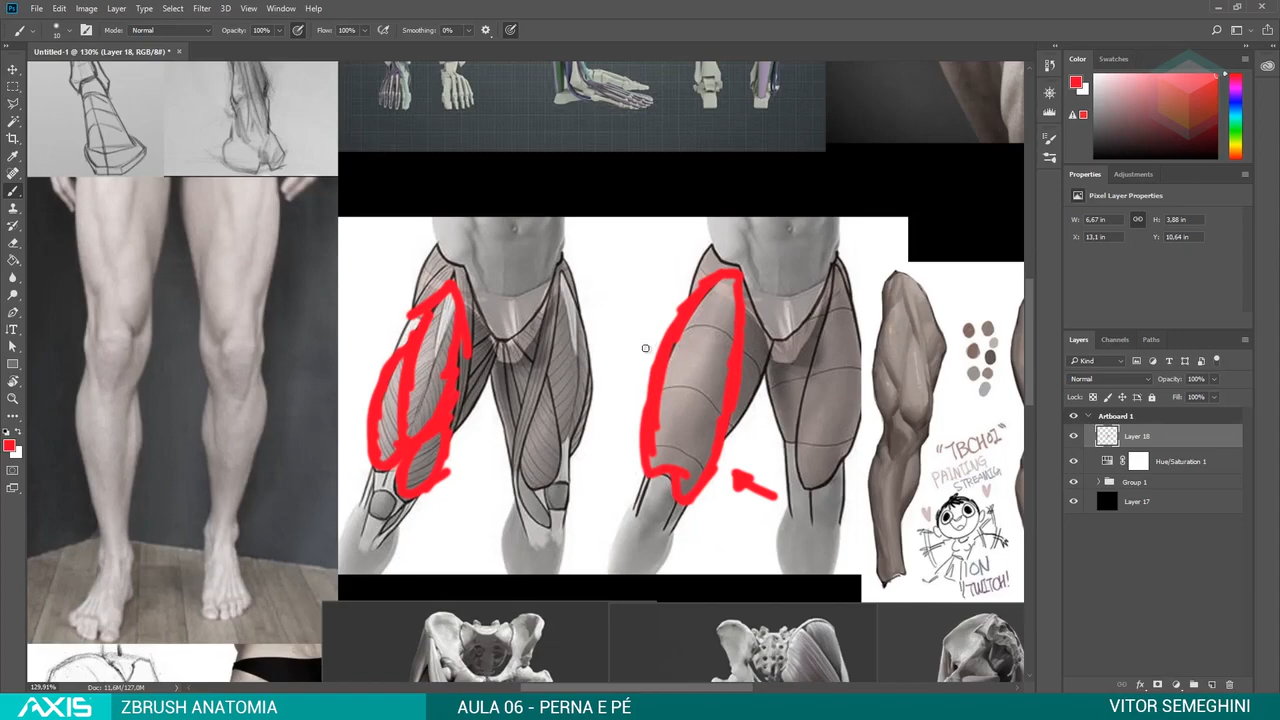 File Edit Image Layer Type Select Filter 3D View Window Help
10 Mode: Normal Opacity: 100% Flow: 100% Smoothing: 0%
Untitled-1 @ 130% (Layer 18, RGB/8#) * ×
Color Swatches
Properties Adjustments
Pixel Layer Properties
W: 6,67 in H: 3,88 in
X: 13,1 in Y: 10,64 in
Layers Channels Paths
Kind
Normal Opacity: 100%
Lock: Fill: 100%
Artboard 1
Layer 18
Hue/Saturation 1
Group 1
Layer 17
"TBCHOI"
PAINTING
STREAMING
ON
TWITCH!
129,91% Doc: 11,6M/127,0M
AXIS ZBRUSH ANATOMIA AULA 06 - PERNA E PÉ VITOR SEMEGHINI